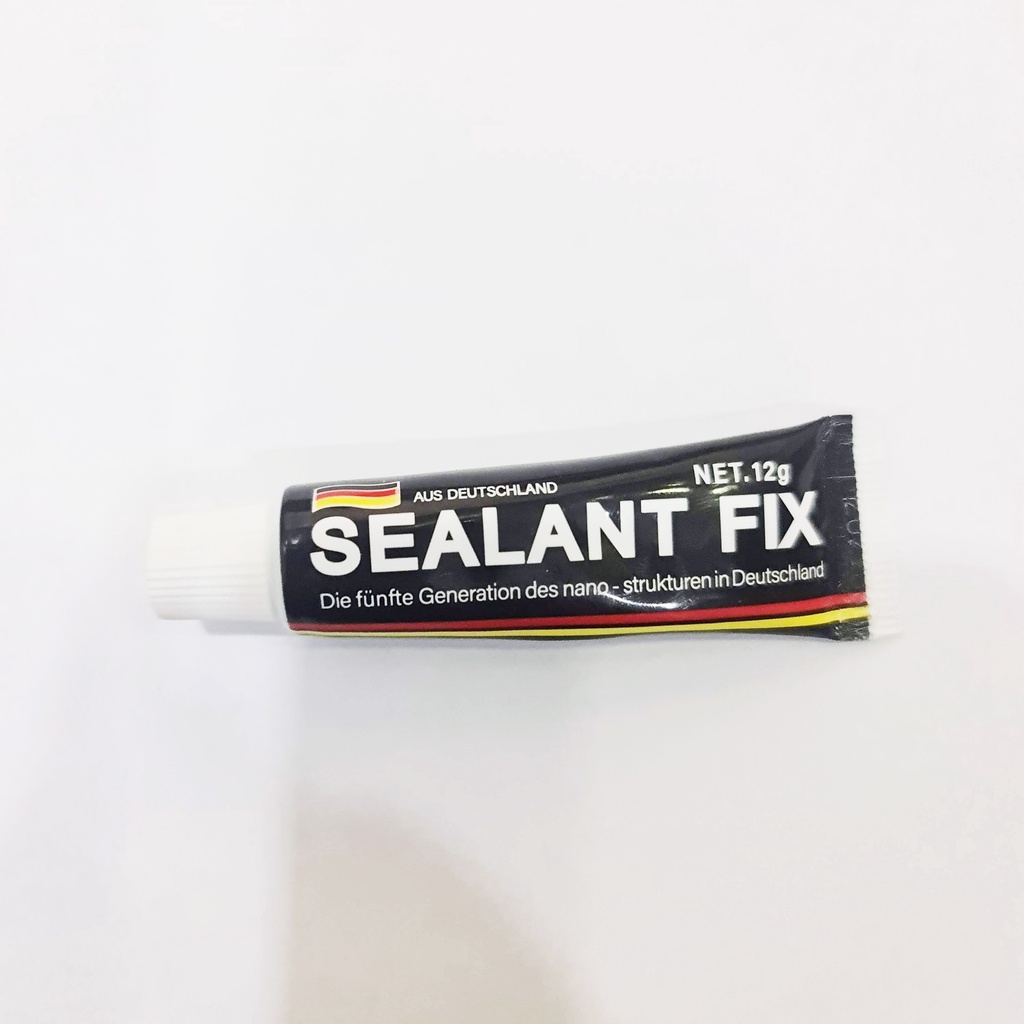 AUS DEUTSCHLAND
NET.12g
SEALANT FIX
Die fünfte Generation des nano - strukturen in Deutschland